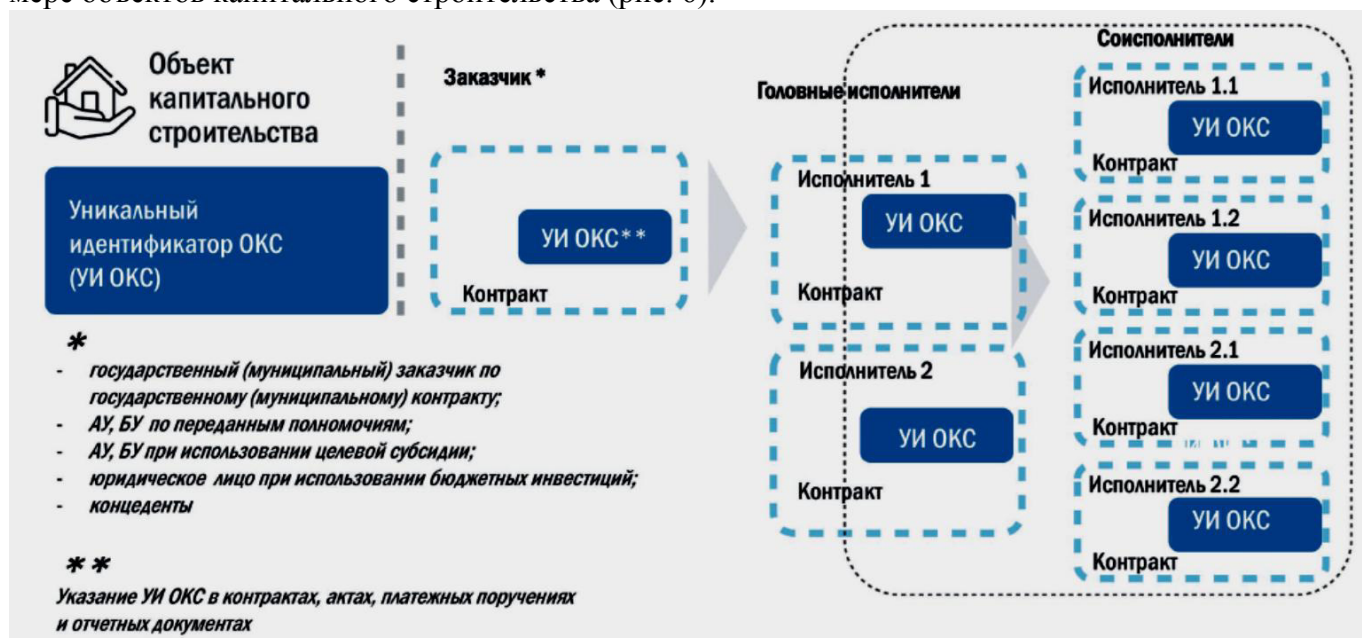 мере объектов капитального строительства (рис. 6).
Объект
капитального
строительства
Уникальный
идентификатор ОКС
(УИ ОКС)
Заказчик *
УИ ОКС**
Контракт
Головные исполнители
Исполнитель 1
УИ ОКС
Контракт
Исполнитель 2
УИ ОКС
Контракт
Соисполнители
Исполнитель 1.1
УИ ОКС
Контракт
Исполнитель 1.2
УИ ОКС
Контракт
Исполнитель 2.1
УИ ОКС
Контракт
Исполнитель 2.2
УИ ОКС
Контракт
*
- государственный (муниципальный) заказчик по
государственному (муниципальному) контракту;
- АУ, БУ по переданным полномочиям;
- АУ, БУ при использовании целевой субсидии;
- юридическое лицо при использовании бюджетных инвестиций;
- концеденты
**
Указание УИ ОКС в контрактах, актах, платежных поручениях
и отчетных документах